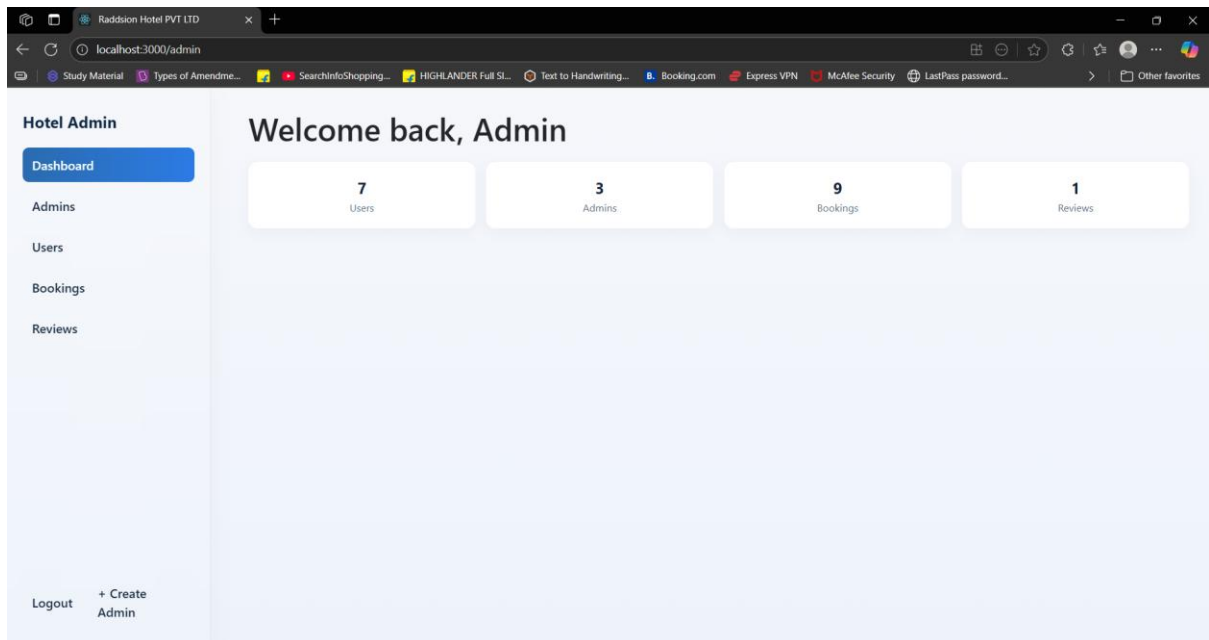 Raddsion Hotel PVT LTD
localhost:3000/admin
Study Material Types of Amendme... SearchInfoShopping... HIGHLANDER Full Sl... Text to Handwriting... B. Booking.com Express VPN McAfee Security LastPass password... Other favorites
Hotel Admin
Dashboard
Admins
Users
Bookings
Reviews
Logout
+ Create
Admin
Welcome back, Admin
7
Users
3
Admins
9
Bookings
1
Reviews